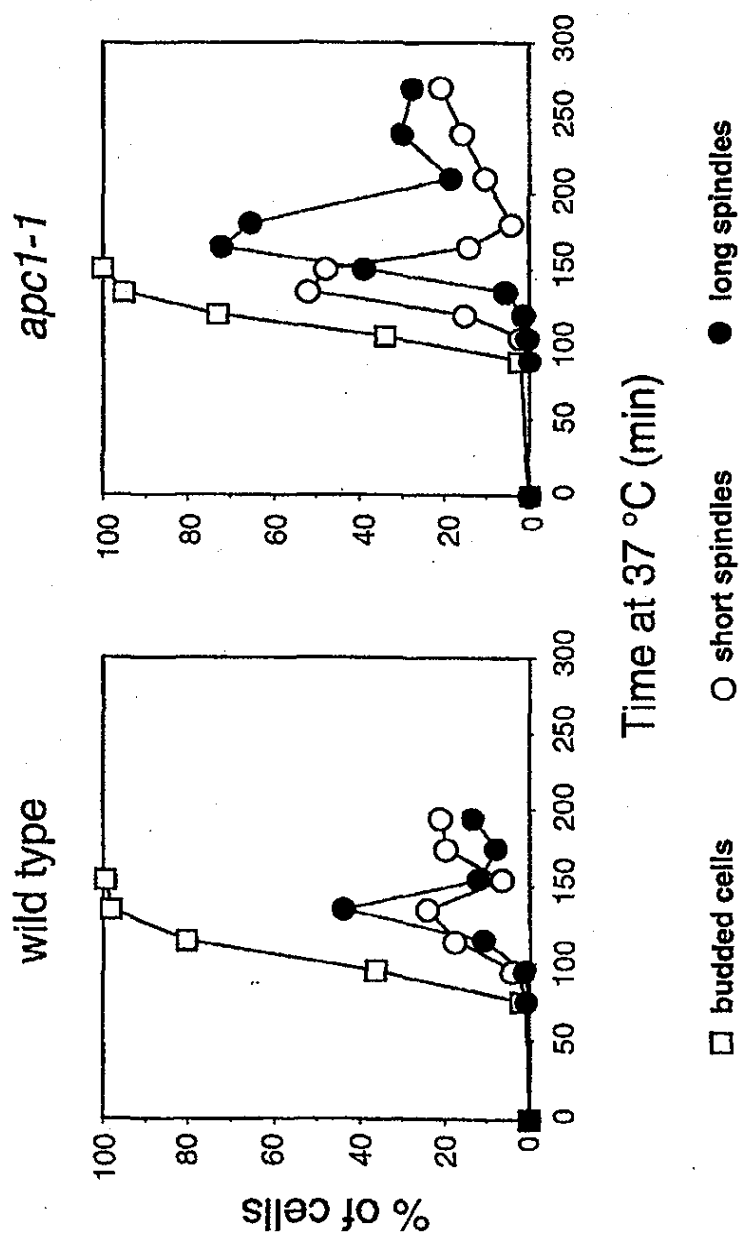 wild type
apc1-1
% of cells
100
80
60
40
20
0
0 50 100 150 200 250 300
100
80
60
40
20
0
0 50 100 150 200 250 300
Time at 37 °C (min)
budded cells
short spindles
long spindles